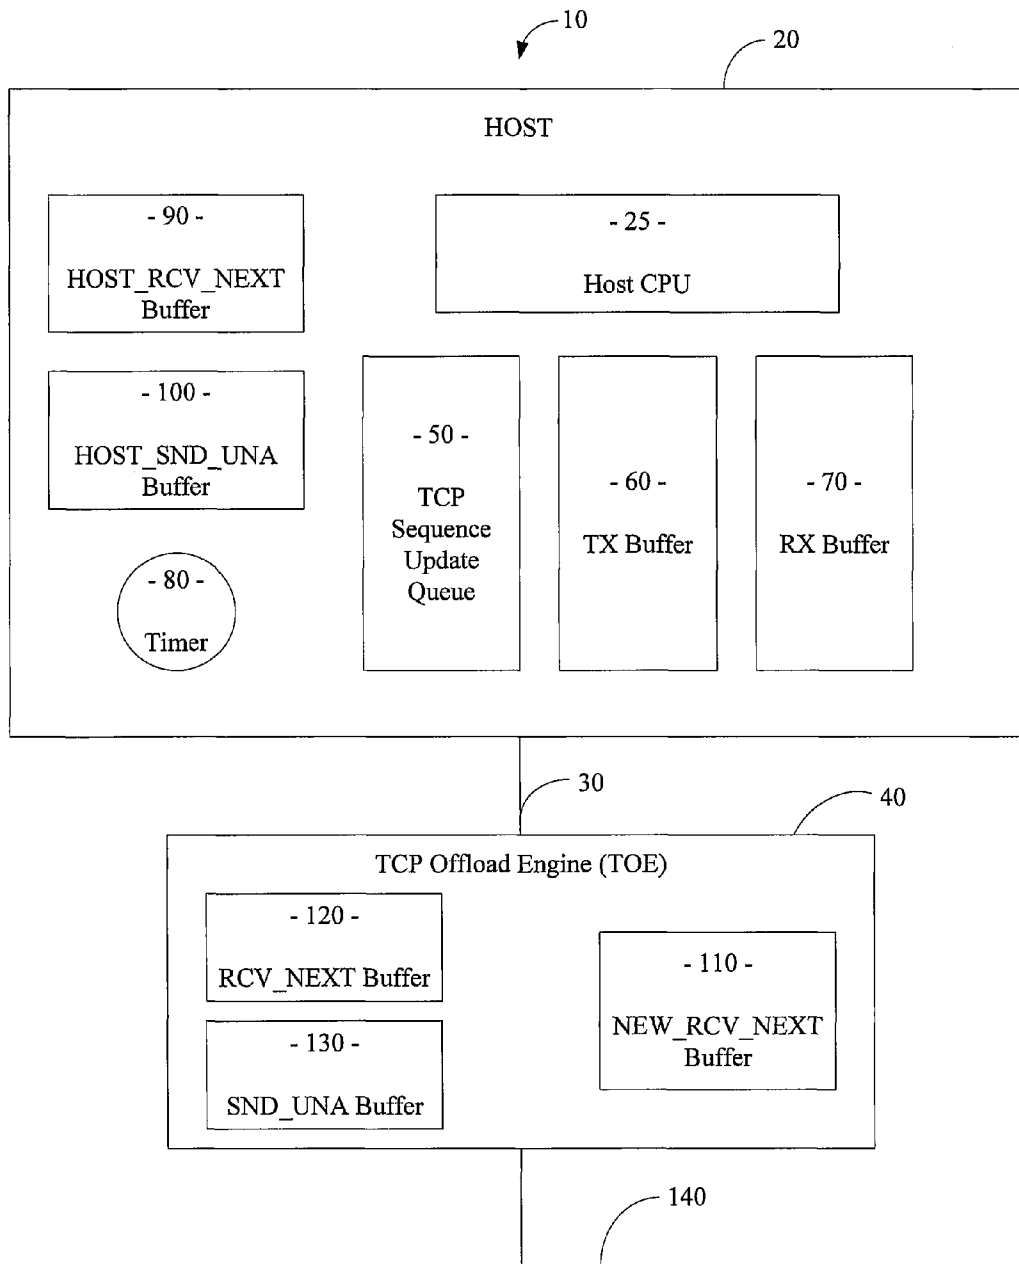 10
20
HOST
- 90 -
HOST_RCV_NEXT
Buffer
- 25 -
Host CPU
- 100 -
HOST_SND_UNA
Buffer
- 50 -
TCP
Sequence
Update
Queue
- 60 -
TX Buffer
- 70 -
RX Buffer
- 80 -
Timer
30
40
TCP Offload Engine (TOE)
- 120 -
RCV_NEXT Buffer
- 110 -
NEW_RCV_NEXT
Buffer
- 130 -
SND_UNA Buffer
140